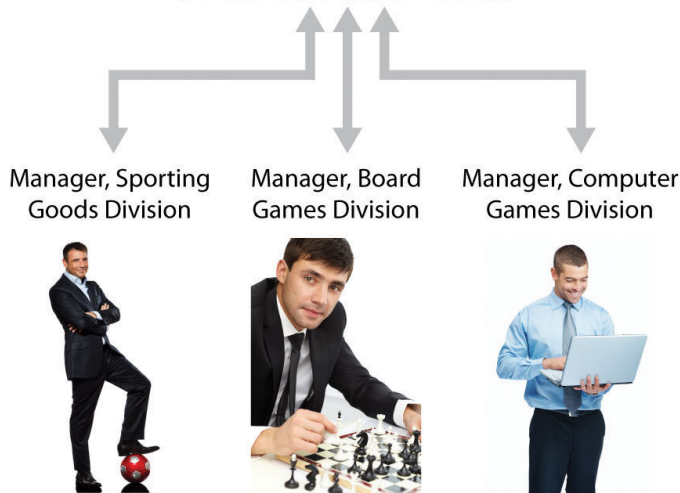 Manager, Sporting
Goods Division
Manager, Board
Games Division
Manager, Computer
Games Division